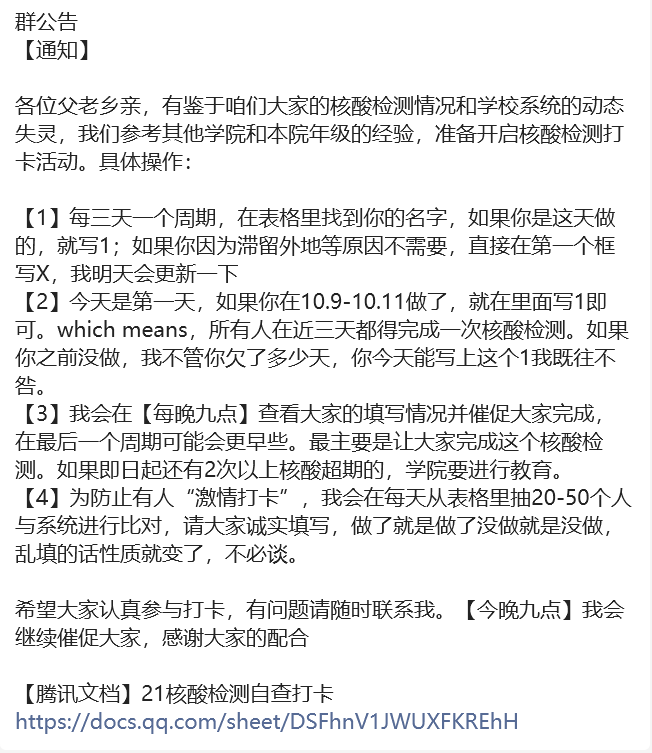 群公告
【通知】
各位父老乡亲，有鉴于咱们大家的核酸检测情况和学校系统的动态
失灵，我们参考其他学院和本院年级的经验，准备开启核酸检测打
卡活动。具体操作：
【1】每三天一个周期，在表格里找到你的名字，如果你是这天做
的，就写1；如果你因为滞留外地等原因不需要，直接在第一个框
写X，我明天会更新一下
【2】今天是第一天，如果你在10.9-10.11做了，就在里面写1即
可。which means，所有人在近三天都得完成一次核酸检测。如果
你之前没做，我不管你欠了多少天，你今天能写上这个1我既往不
咎。
【3】我会在【每晚九点】查看大家的填写情况并催促大家完成，
在最后一个周期可能会更早些。最主要是让大家完成这个核酸检
测。如果即日起还有2次以上核酸超期的，学院要进行教育。
【4】为防止有人“激情打卡”，我会在每天从表格里抽20-50个人
与系统进行比对，请大家诚实填写，做了就是做了没做就是没做，
乱填的话性质就变了，不必谈。
希望大家认真参与打卡，有问题请随时联系我。【今晚九点】我会
继续催促大家，感谢大家的配合
【腾讯文档】21核酸检测自查打卡
https://docs.qq.com/sheet/DSFhnV1JWUXFKREhH